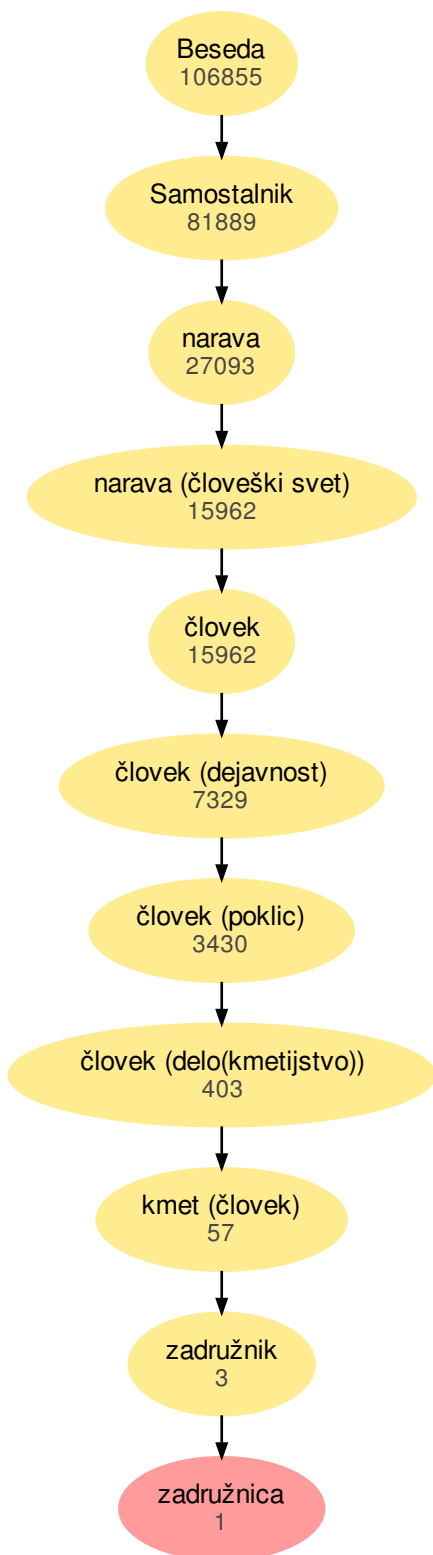 Beseda
106855
Samostalnik
81889
narava
27093
narava (človeški svet)
15962
človek
15962
človek (dejavnost)
7329
človek (poklic)
3430
človek (delo(kmetijstvo))
403
kmet (človek)
57
zadružnik
3
zadružnica
1